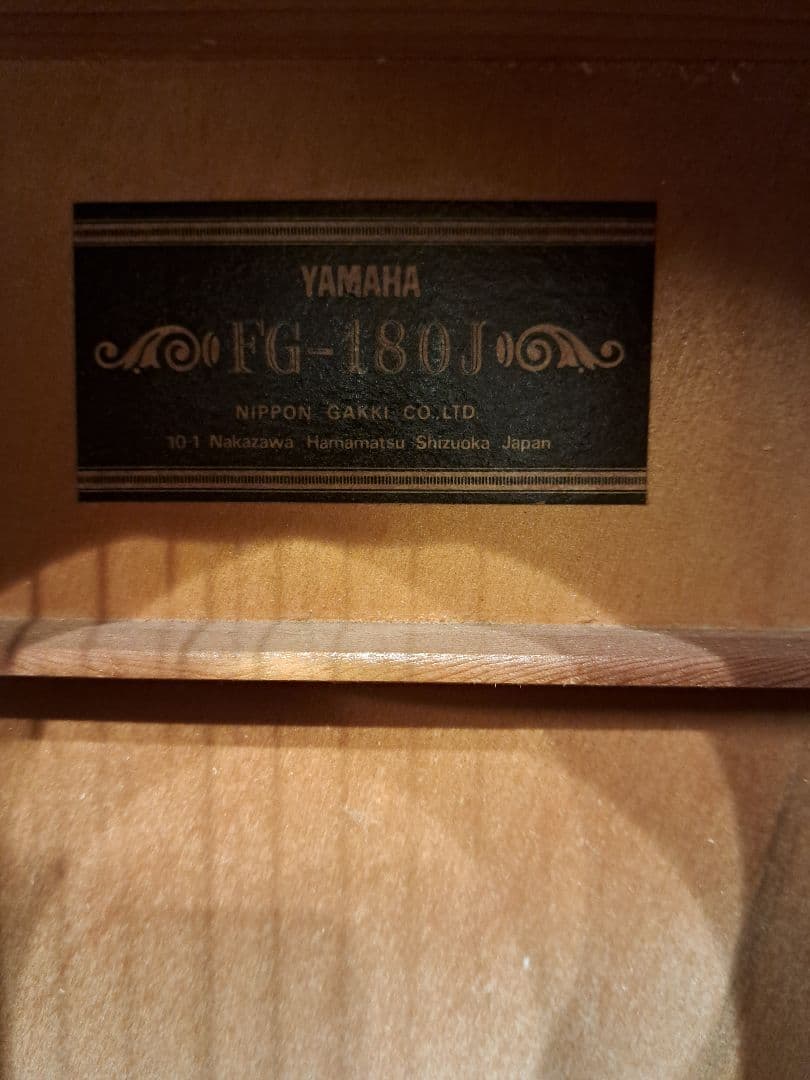 YAMAHA
FG-180J
NIPPON GAKKI CO.,LTD.
10-1 Nakazawa Hamamatsu Shizuoka Japan